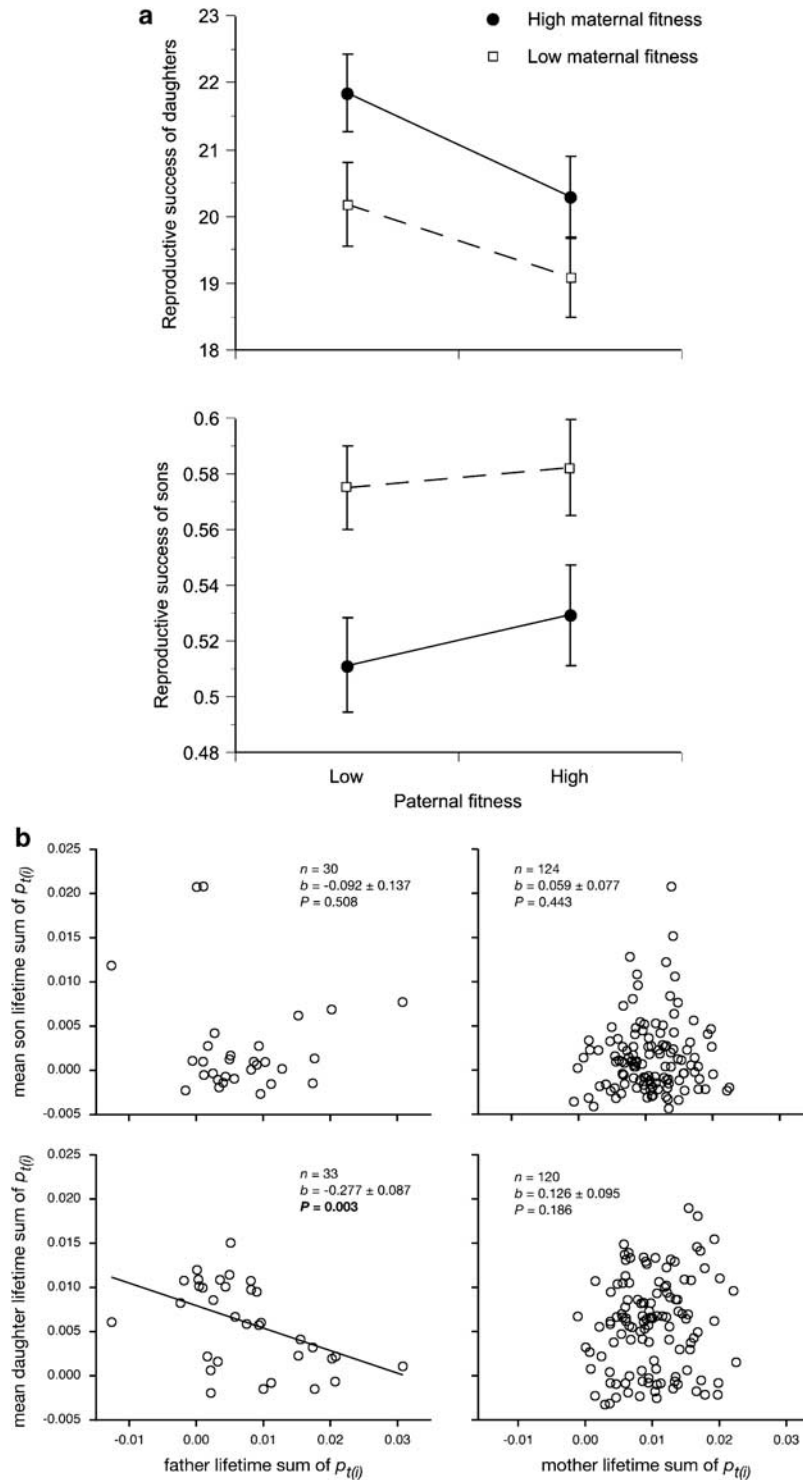 a
High maternal fitness
Low maternal fitness
Reproductive success of daughters
23
22
21
20
19
18
Reproductive success of sons
0.6
0.58
0.56
0.54
0.52
0.5
0.48
Low High
Paternal fitness
b
mean son lifetime sum of p_t(i)
0.025
0.020
0.015
0.010
0.005
0.000
-0.005
n = 30
b = -0.092 ± 0.137
P = 0.508
n = 124
b = 0.059 ± 0.077
P = 0.443
mean daughter lifetime sum of p_t(i)
0.025
0.020
0.015
0.010
0.005
0.000
-0.005
n = 33
b = -0.277 ± 0.087
P = 0.003
n = 120
b = 0.126 ± 0.095
P = 0.186
-0.01 0.00 0.01 0.02 0.03
father lifetime sum of p_t(i)
-0.01 0.00 0.01 0.02 0.03
mother lifetime sum of p_t(i)